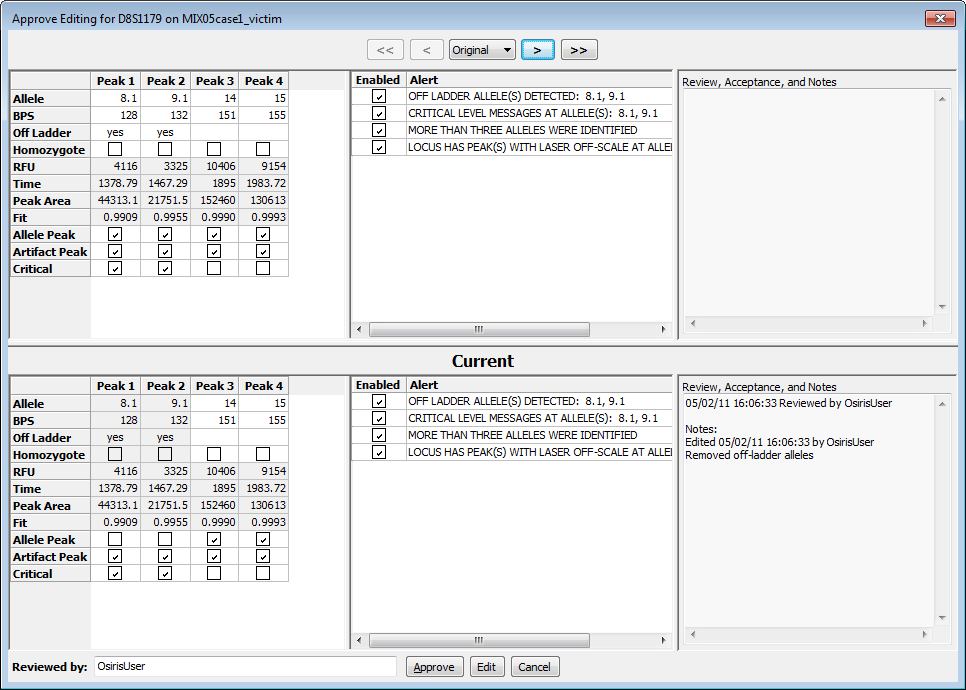 Approve Editing for D8S1179 on MIX05case1_victim
<< < Original > >>
Peak 1 Peak 2 Peak 3 Peak 4
Allele 8.1 9.1 14 15
BPS 128 132 151 155
Off Ladder yes yes
Homozygote
RFU 4116 3325 10406 9154
Time 1378.79 1467.29 1895 1983.72
Peak Area 44313.1 21751.5 152460 130613
Fit 0.9909 0.9955 0.9990 0.9993
Allele Peak
Artifact Peak
Critical
Enabled Alert
OFF LADDER ALLELE(S) DETECTED: 8.1, 9.1
CRITICAL LEVEL MESSAGES AT ALLELE(S): 8.1, 9.1
MORE THAN THREE ALLELES WERE IDENTIFIED
LOCUS HAS PEAK(S) WITH LASER OFF-SCALE AT ALLEI
Review, Acceptance, and Notes
Current
Peak 1 Peak 2 Peak 3 Peak 4
Allele 8.1 9.1 14 15
BPS 128 132 151 155
Off Ladder yes yes
Homozygote
RFU 4116 3325 10406 9154
Time 1378.79 1467.29 1895 1983.72
Peak Area 44313.1 21751.5 152460 130613
Fit 0.9909 0.9955 0.9990 0.9993
Allele Peak
Artifact Peak
Critical
Enabled Alert
OFF LADDER ALLELE(S) DETECTED: 8.1, 9.1
CRITICAL LEVEL MESSAGES AT ALLELE(S): 8.1, 9.1
MORE THAN THREE ALLELES WERE IDENTIFIED
LOCUS HAS PEAK(S) WITH LASER OFF-SCALE AT ALLEI
Review, Acceptance, and Notes
05/02/11 16:06:33 Reviewed by OsirisUser
Notes:
Edited 05/02/11 16:06:33 by OsirisUser
Removed off-ladder alleles
Reviewed by: OsirisUser Approve Edit Cancel